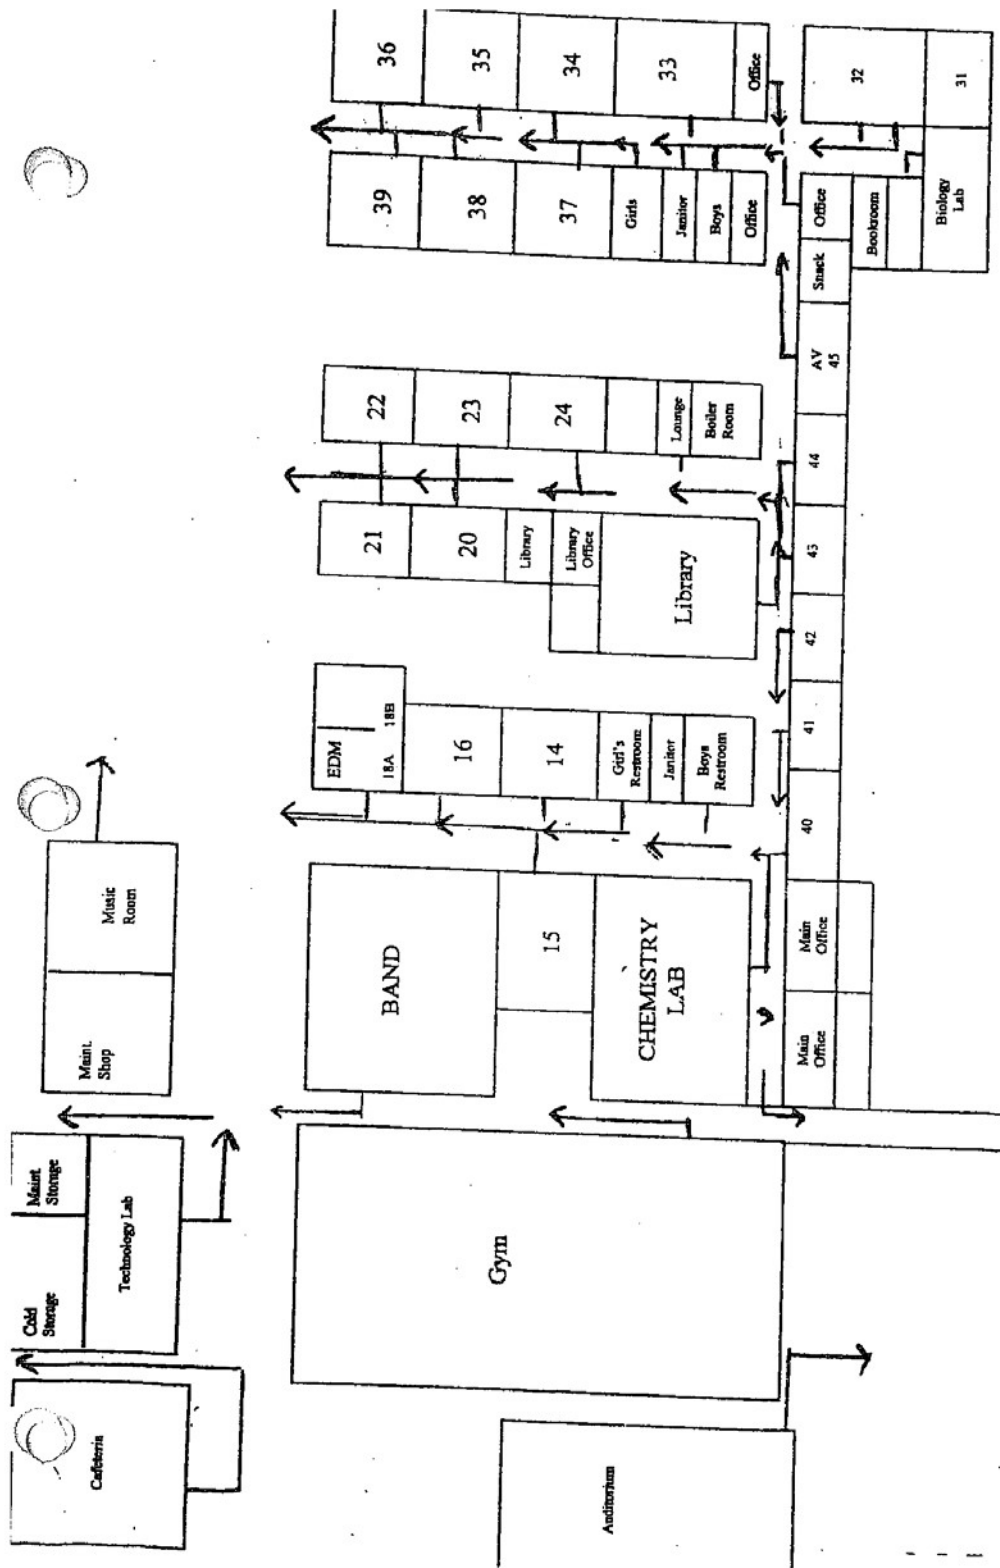 36
35
34
33
Office
32
31
39
38
37
Girls
Janitor
Boys
Office
Office
Bookroom
Biology
Lab
Snack
AV
45
22
23
24
Lounge
Boiler
Room
44
21
20
Library
Library
Office
Library
43
42
41
EDM
18A
18B
16
14
Girl's
Restroom
Janitor
Boys
Restroom
40
Music
Room
Maint.
Shop
BAND
15
CHEMISTRY
LAB
Main
Office
Main
Office
Maint
Storage
Cold
Storage
Technology Lab
Gym
Cafeteria
Auditorium